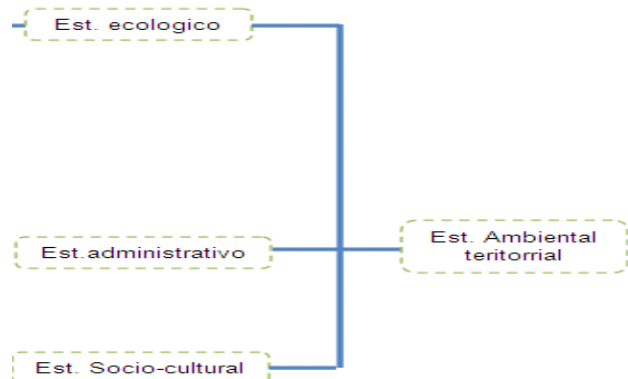 Est. ecologico
Est.administrativo
Est. Ambiental
teritorrial
Est. Socio-cultural